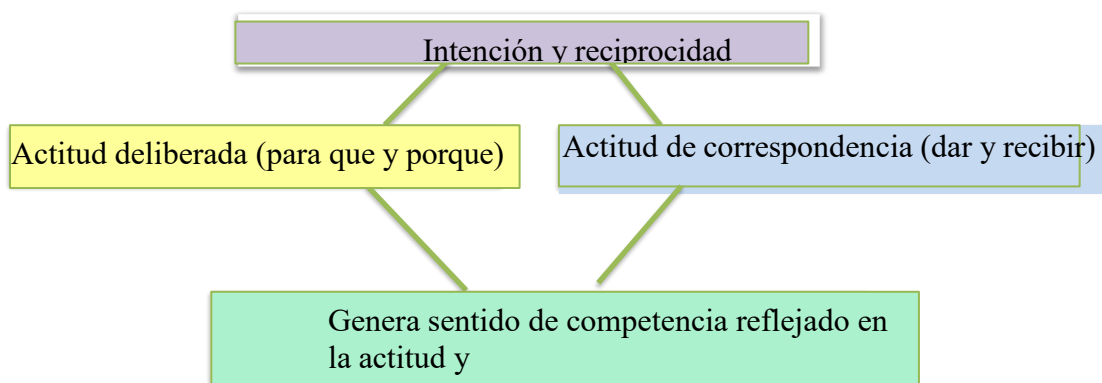 Intención y reciprocidad
Actitud deliberada (para que y porque)
Actitud de correspondencia (dar y recibir)
Genera sentido de competencia reflejado en
la actitud y